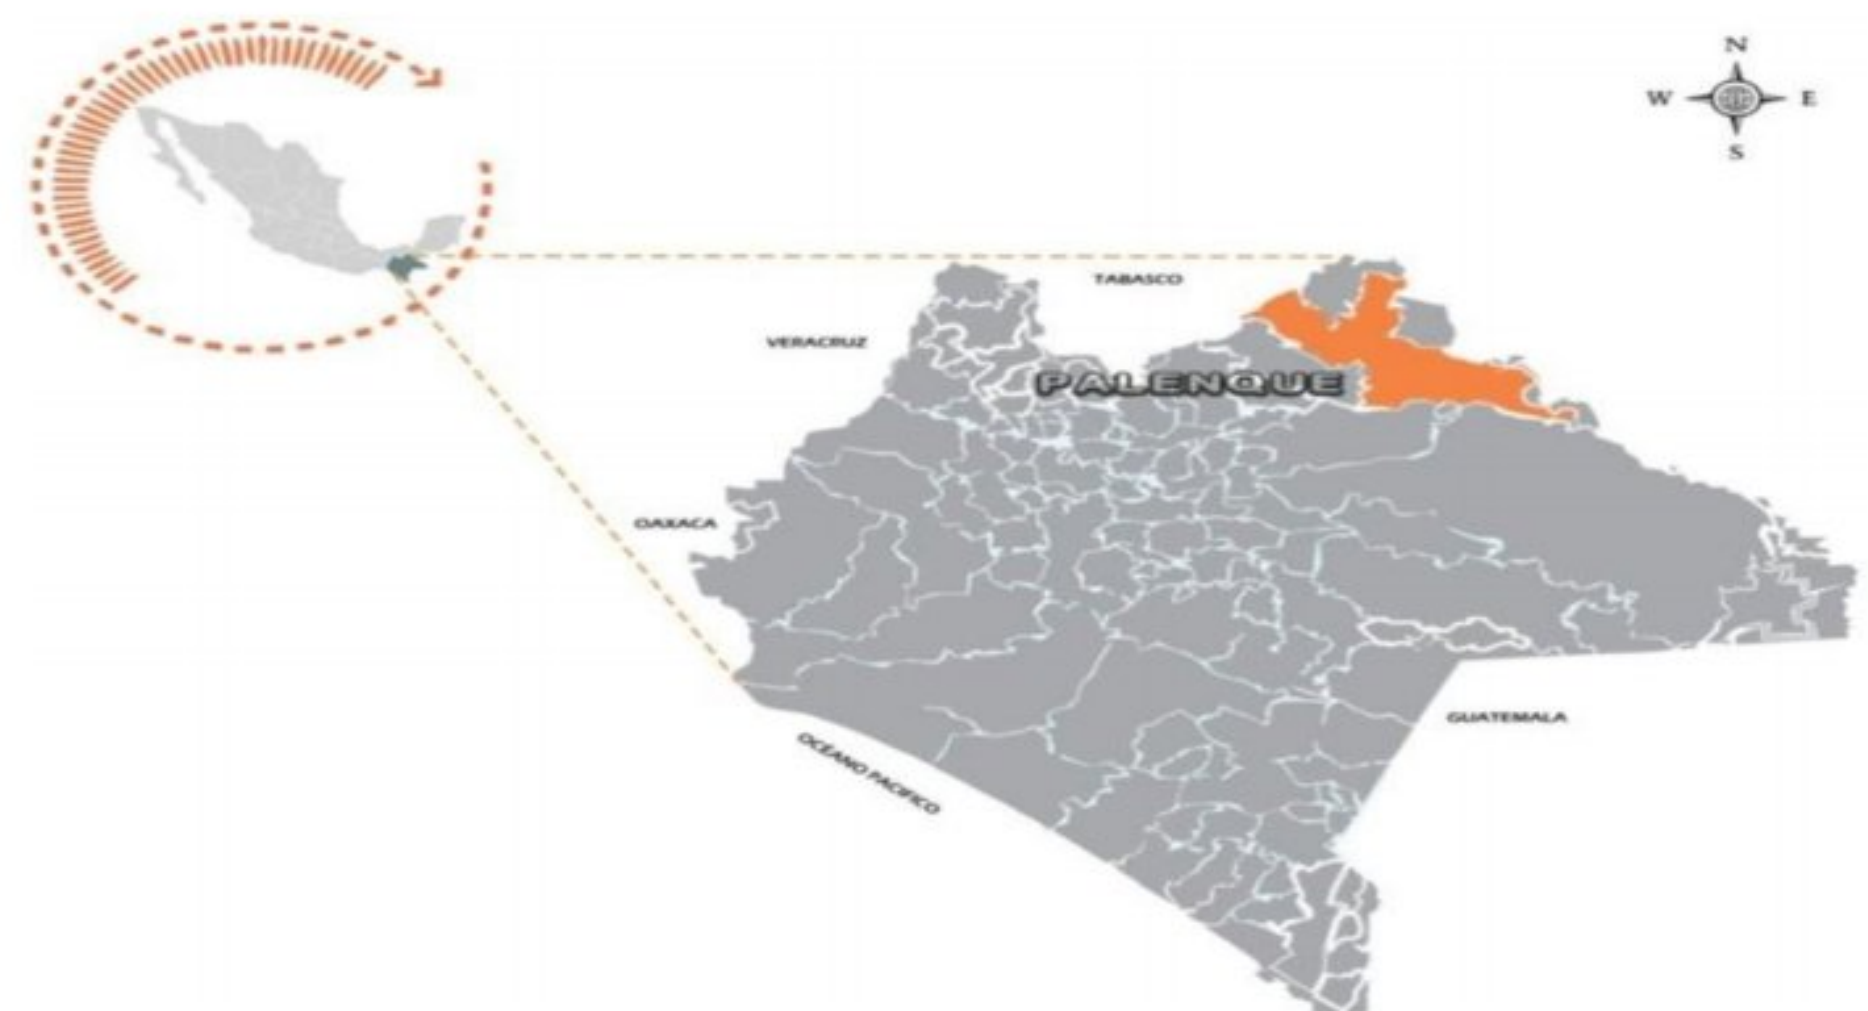 N
W E
S
TABASCO
VERACRUZ
PALENQUE
OAXACA
GUATEMALA
OCEANO PACIFICO